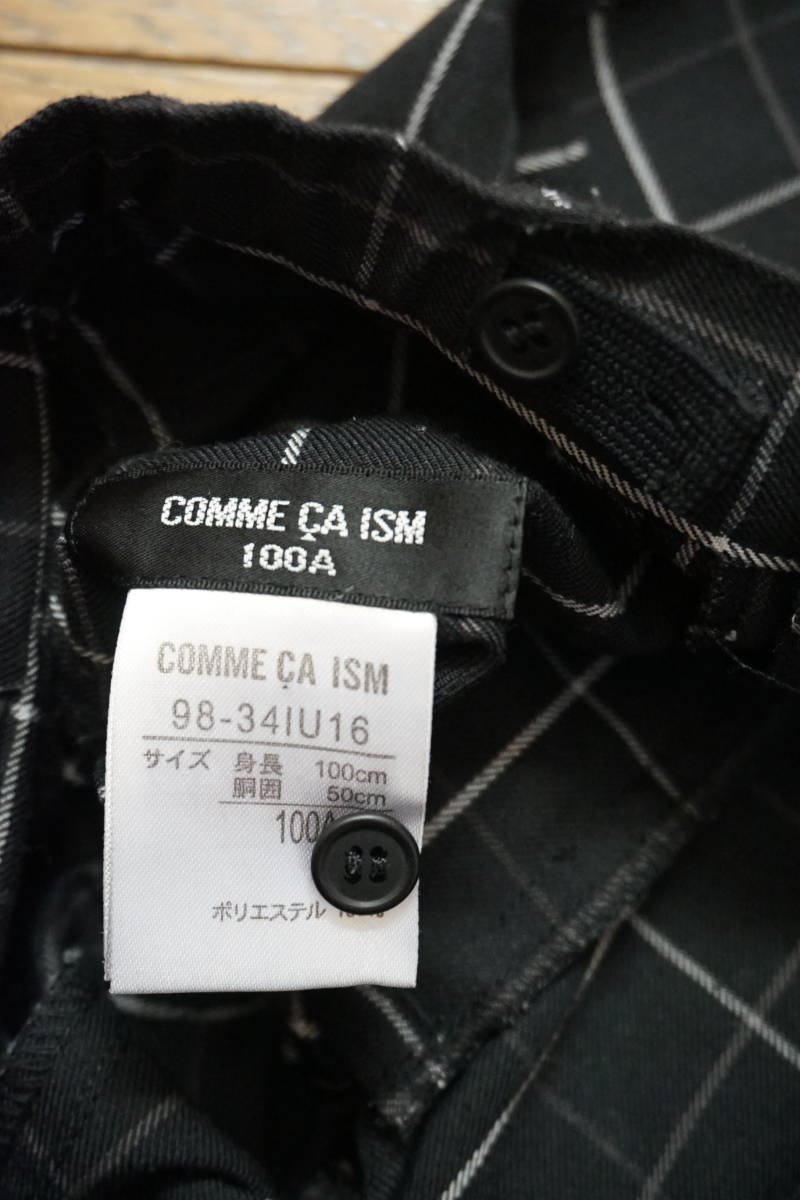 COMME ÇA ISM
100A
COMME ÇA ISM
98-34IU16
サイズ 身長 100cm
胴囲 50cm
100A
ポリエステル